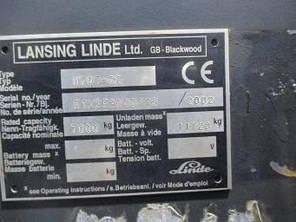 LANSING LINDE Ltd. GB - Blackwood
Type
Typ
Modèle
CE
Serial no./year
Serien - Nr./Bj.
No. de série/année
/ 2002
Rated capacity
Nenn-Tragfähigk.
Capacité nominale
kg
Unladen mass*
Leergew.
Masse à vide
kg
Battery mass
Batterie
Masse batterie
max
min
kg
kg
Batt. - volt.
Batt. - Sp.
Tension batt.
V
Linde
* see Operating Instructions / s.Betriebsanl. / voir Mode d'emploi